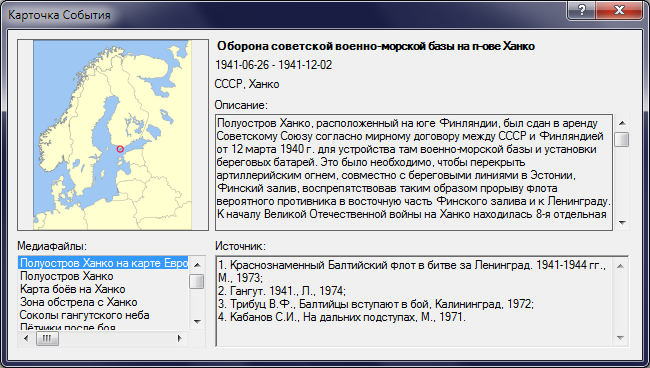 Карточка События
Оборона советской военно-морской базы на п-ове Ханко
1941-06-26 - 1941-12-02
СССР, Ханко
Описание:
Полуостров Ханко, расположенный на юге Финляндии, был сдан в аренду
Советскому Союзу согласно мирному договору между СССР и Финляндией
от 12 марта 1940 г. для устройства там военно-морской базы и установки
береговых батарей. Это было необходимо, чтобы перекрыть
артиллерийским огнем, совместно с береговыми линиями в Эстонии,
Финский залив, воспрепятствовав таким образом прорыву флота
вероятного противника в восточную часть Финского залива и к Ленинграду.
К началу Великой Отечественной войны на Ханко находилась 8-я отдельная
Медиафайлы:
Полуостров Ханко на карте Евро
Полуостров Ханко
Карта боёв на Ханко
Зона обстрела с Ханко
Соколы гангутского неба
Лётчики после боя
Источник:
1. Краснознаменный Балтийский флот в битве за Ленинград. 1941-1944 гг.,
М., 1973;
2. Гангут. 1941., Л., 1974;
3. Трибуц В.Ф., Балтийцы вступают в бой, Калининград, 1972;
4. Кабанов С.И., На дальних подступах, М., 1971.